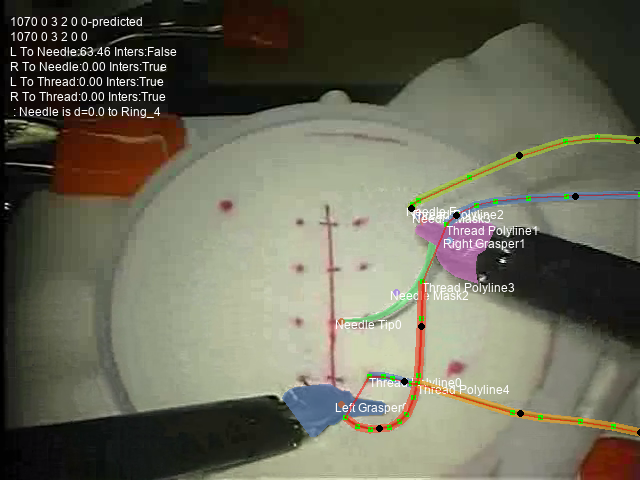 1070 0 3 2 0 0-predicted
1070 0 3 2 0 0
L To Needle:63.46 Inters:False
R To Needle:0.00 Inters:True
L To Thread:0.00 Inters:True
R To Thread:0.00 Inters:True
: Needle is d=0.0 to Ring_4
Thread Polyline1
Right Grasper1
Thread Polyline3
Needle Mask2
Needle Tip0
Thread Polyline4
Left Grasper